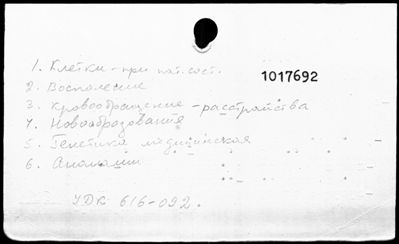 1. Клетки - при пат. сост.
1017692
2. Воспаление
3. Кровообращение - расстройства
4. Новообразования
5. Генетика медицинская
6. Аномалии
УДК 616-092.